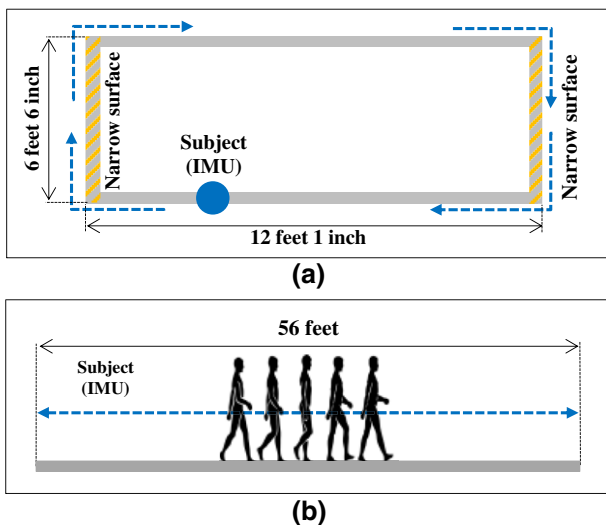 6 feet 6 inch
Narrow surface
Subject
(IMU)
Narrow surface
12 feet 1 inch
(a)
56 feet
Subject
(IMU)
(b)